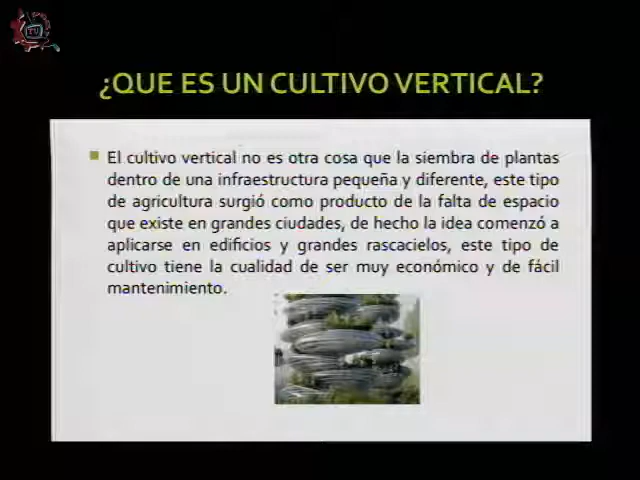 TV
¿QUE ES UN CULTIVO VERTICAL?
El cultivo vertical no es otra cosa que la siembra de plantas
dentro de una infraestructura pequeña y diferente, este tipo
de agricultura surgió como producto de la falta de espacio
que existe en grandes ciudades, de hecho la idea comenzó a
aplicarse en edificios y grandes rascacielos, este tipo de
cultivo tiene la cualidad de ser muy económico y de fácil
mantenimiento.